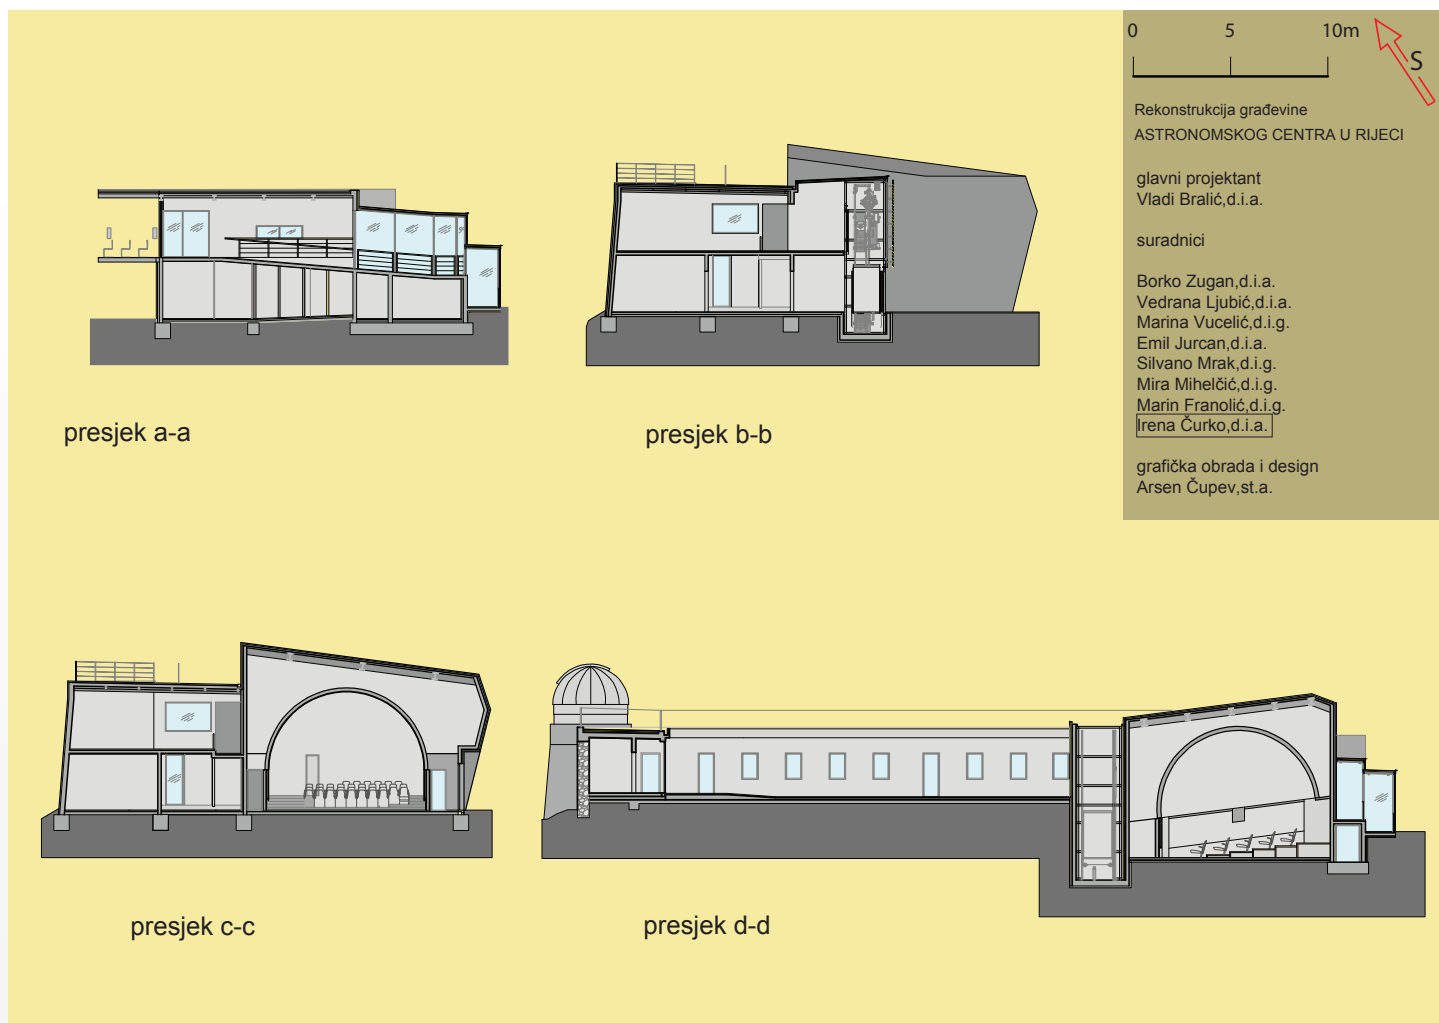 0 5 10m
S
Rekonstrukcija građevine
ASTRONOMSKOG CENTRA U RIJECI
glavni projektant
Vladi Bralić,d.i.a.
suradnici
Borko Zugan,d.i.a.
Vedrana Ljubić,d.i.a.
Marina Vucelić,d.i.g.
Emil Jurcan,d.i.a.
Silvano Mrak,d.i.g.
Mira Mihelčić,d.i.g.
Marin Franolić,d.i.g.
Irena Čurko,d.i.a.
grafička obrada i design
Arsen Čupev,st.a.
presjek a-a
presjek b-b
presjek c-c
presjek d-d